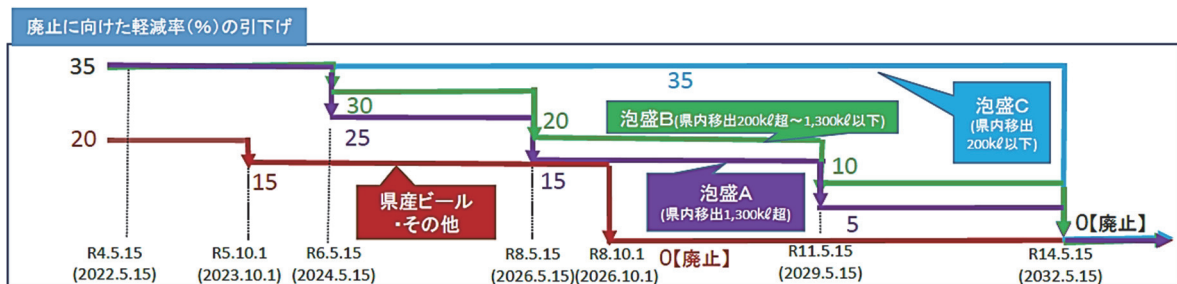 廃止に向けた軽減率(%)の引下げ
35
20
15
30
25
35
20
15
10
5
泡盛C
(県内移出
200kℓ以下)
泡盛B(県内移出200kℓ超~1,300kℓ以下)
泡盛A
(県内移出1,300kℓ超)
県産ビール
・その他
0【廃止】
0【廃止】
R4.5.15
(2022.5.15)
R5.10.1
(2023.10.1)
R6.5.15
(2024.5.15)
R8.5.15
(2026.5.15)
R8.10.1
(2026.10.1)
R11.5.15
(2029.5.15)
R14.5.15
(2032.5.15)